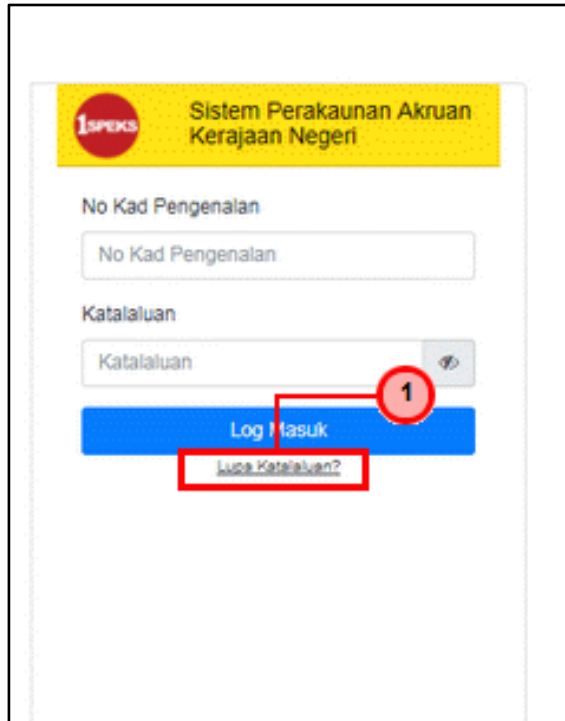 1SPEKS
Sistem Perakaunan Akruan
Kerajaan Negeri
No Kad Pengenalan
No Kad Pengenalan
Katalaluan
Katalaluan
1
Log Masuk
Lupa Katalaluan?